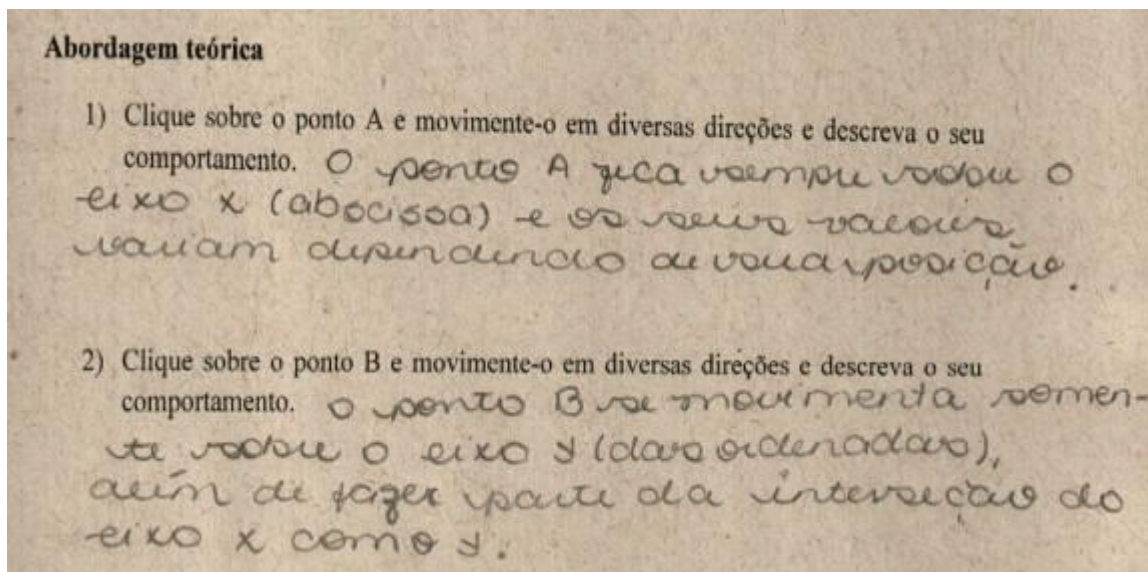 Abordagem teórica
1) Clique sobre o ponto A e movimente-o em diversas direções e descreva o seu
comportamento. O ponto A fica sempre sobre o
eixo x (abscissa) e os seus valores
variam dependendo de sua posição.
2) Clique sobre o ponto B e movimente-o em diversas direções e descreva o seu
comportamento. o ponto B se movimenta somen-
te sobre o eixo y (das ordenadas),
além de fazer parte da interseção do
eixo x com o y.